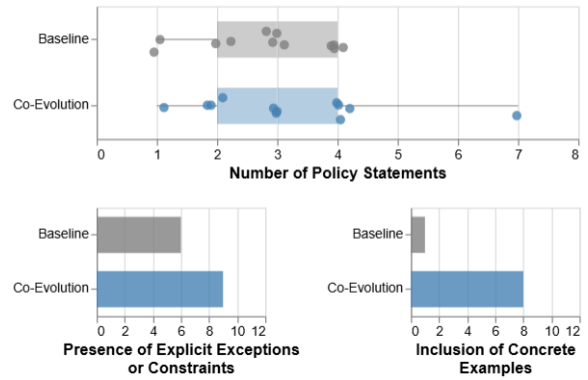 Baseline
Co-Evolution
0 1 2 3 4 5 6 7 8
Number of Policy Statements
Baseline
Co-Evolution
0 2 4 6 8 10 12
Presence of Explicit Exceptions
or Constraints
Baseline
Co-Evolution
0 2 4 6 8 10 12
Inclusion of Concrete
Examples